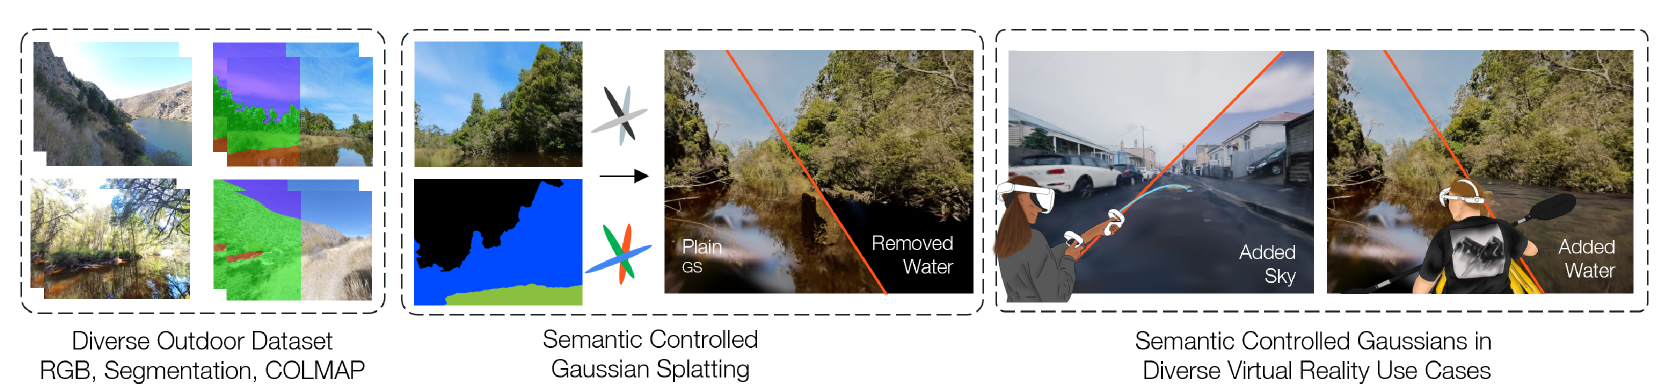 Plain
GS
Removed
Water
Added
Sky
Added
Water
Diverse Outdoor Dataset
RGB, Segmentation, COLMAP
Semantic Controlled
Gaussian Splatting
Semantic Controlled Gaussians in
Diverse Virtual Reality Use Cases